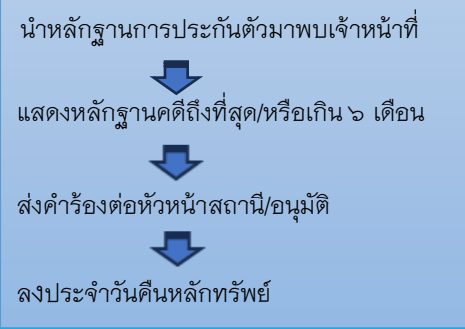 นำหลักฐานการประกันตัวมาพบเจ้าหน้าที่
แสดงหลักฐานคดีถึงที่สุด/หรือเกิน ๖ เดือน
ส่งคำร้องต่อหัวหน้าสถานี/อนุมัติ
ลงประจำวันคืนหลักทรัพย์